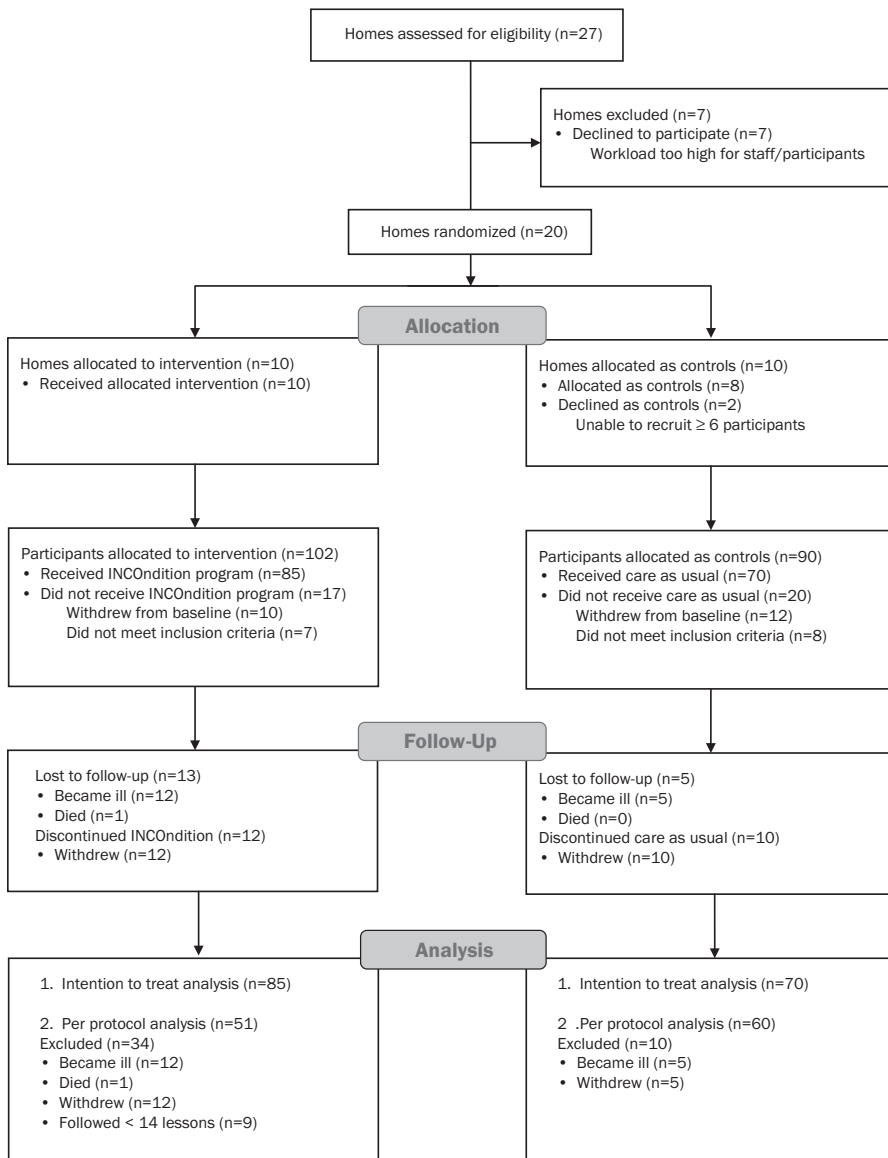 Homes assessed for eligibility (n=27)
Homes excluded (n=7)
• Declined to participate (n=7)
Workload too high for staff/participants
Homes randomized (n=20)
Allocation
Homes allocated to intervention (n=10)
• Received allocated intervention (n=10)
Homes allocated as controls (n=10)
• Allocated as controls (n=8)
• Declined as controls (n=2)
Unable to recruit ≥ 6 participants
Participants allocated to intervention (n=102)
• Received INCOndition program (n=85)
• Did not receive INCOndition program (n=17)
Withdrew from baseline (n=10)
Did not meet inclusion criteria (n=7)
Participants allocated as controls (n=90)
• Received care as usual (n=70)
• Did not receive care as usual (n=20)
Withdrew from baseline (n=12)
Did not meet inclusion criteria (n=8)
Follow-Up
Lost to follow-up (n=13)
• Became ill (n=12)
• Died (n=1)
Discontinued INCOndition (n=12)
• Withdrew (n=12)
Lost to follow-up (n=5)
• Became ill (n=5)
• Died (n=0)
Discontinued care as usual (n=10)
• Withdrew (n=10)
Analysis
1. Intention to treat analysis (n=85)
2. Per protocol analysis (n=51)
Excluded (n=34)
• Became ill (n=12)
• Died (n=1)
• Withdrew (n=12)
• Followed < 14 lessons (n=9)
1. Intention to treat analysis (n=70)
2 .Per protocol analysis (n=60)
Excluded (n=10)
• Became ill (n=5)
• Withdrew (n=5)